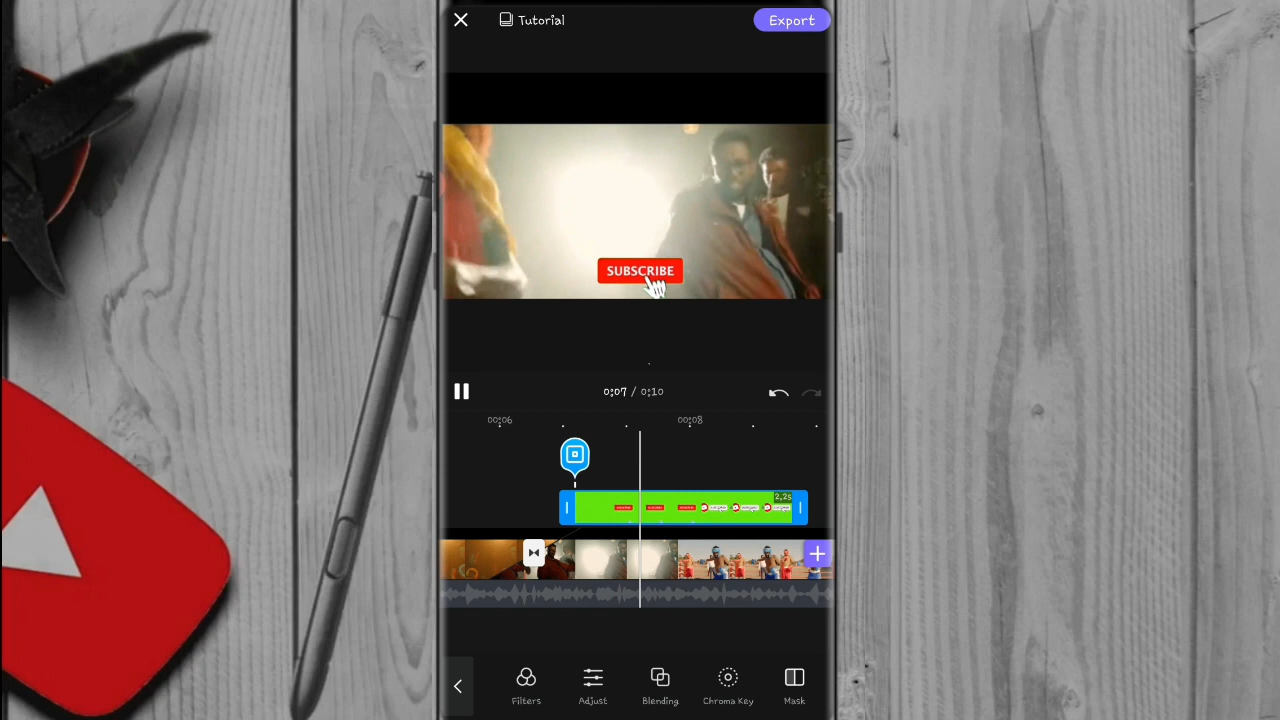 Tutorial
Export
SUBSCRIBE
0:07 / 0:10
00:06
00:08
2,2s
Filters
Adjust
Blending
Chroma Key
Mask